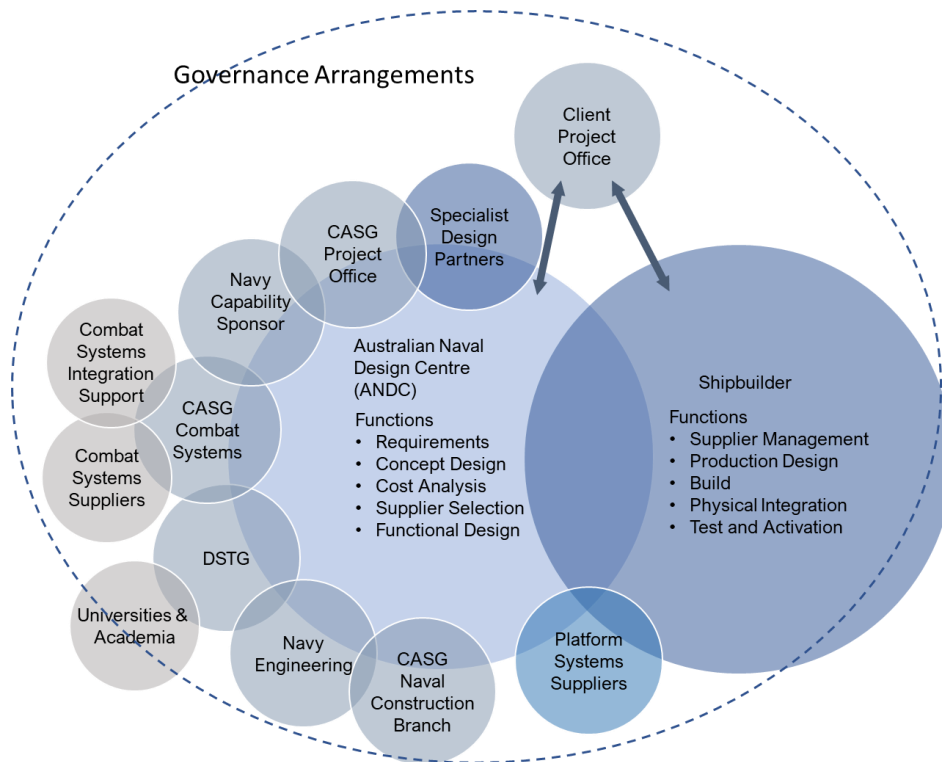 Governance Arrangements
Client
Project
Office
Specialist
Design
Partners
CASG
Project
Office
Navy
Capability
Sponsor
Combat
Systems
Integration
Support
CASG
Combat
Systems
Combat
Systems
Suppliers
DSTG
Universities &
Academia
Navy
Engineering
CASG
Naval
Construction
Branch
Platform
Systems
Suppliers
Australian Naval
Design Centre
(ANDC)
Functions
• Requirements
• Concept Design
• Cost Analysis
• Supplier Selection
• Functional Design
Shipbuilder
Functions
• Supplier Management
• Production Design
• Build
• Physical Integration
• Test and Activation